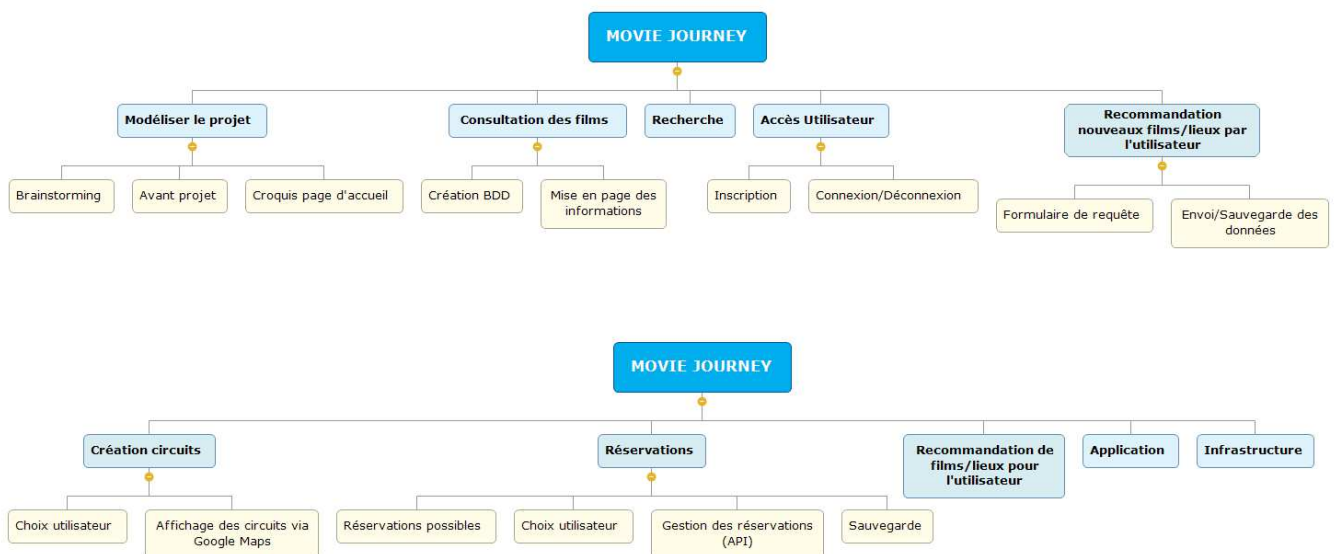 MOVIE JOURNEY
Modéliser le projet
Consultation des films
Recherche
Accès Utilisateur
Recommandation
nouveaux films/lieux par
l'utilisateur
Brainstorming
Avant projet
Croquis page d'accueil
Création BDD
Mise en page des
informations
Inscription
Connexion/Déconnexion
Formulaire de requête
Envoi/Sauvegarde des
données
MOVIE JOURNEY
Création circuits
Réservations
Recommandation de
films/lieux pour
l'utilisateur
Application
Infrastructure
Choix utilisateur
Affichage des circuits via
Google Maps
Réservations possibles
Choix utilisateur
Gestion des réservations
(API)
Sauvegarde